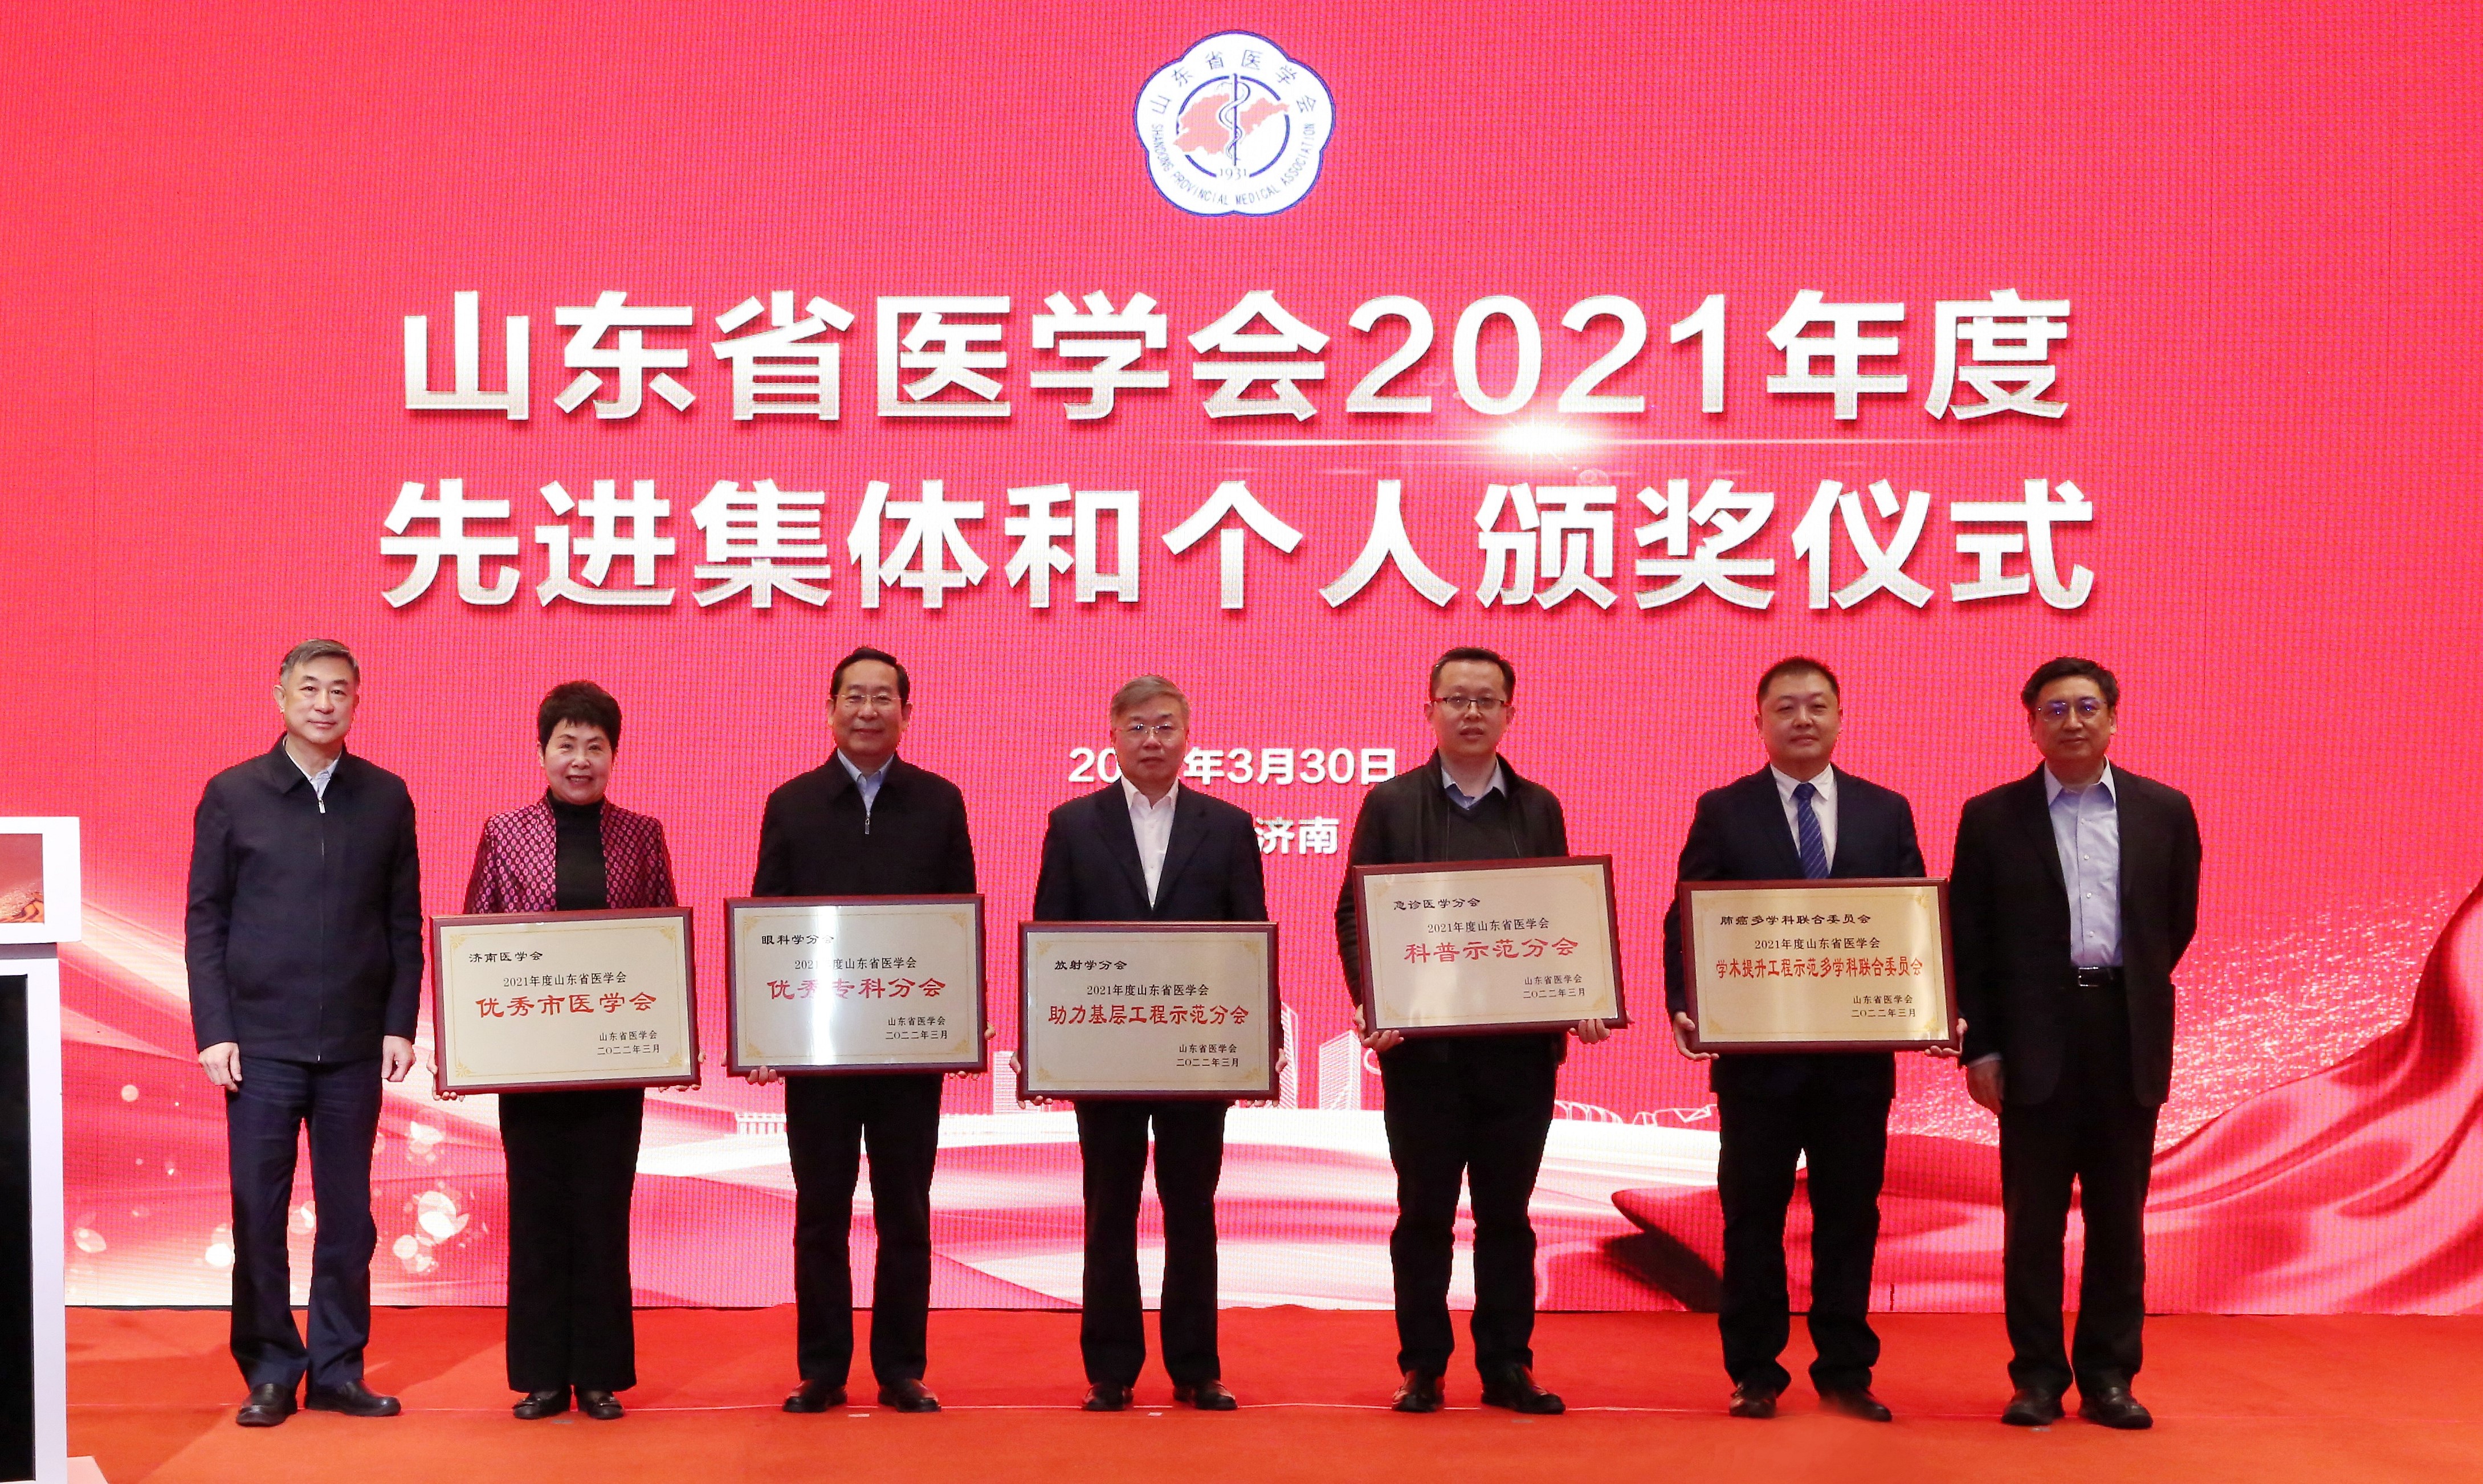 山东省医学会
SHANDONG PROVINCIAL MEDICAL ASSOCIATION
1931
山东省医学会2021年度
先进集体和个人颁奖仪式
年3月30日
济南
济南医学会
2021年度山东省医学会
优秀市医学会
山东省医学会
二〇二二年三月
眼科学分会
2021年度山东省医学会
优秀专科分会
山东省医学会
二〇二二年三月
放射学分会
2021年度山东省医学会
助力基层工程示范分会
山东省医学会
二〇二二年三月
急诊医学分会
2021年度山东省医学会
科普示范分会
山东省医学会
二〇二二年三月
肺癌多学科联合委员会
2021年度山东省医学会
学术提升工程示范多学科联合委员会
山东省医学会
二〇二二年三月